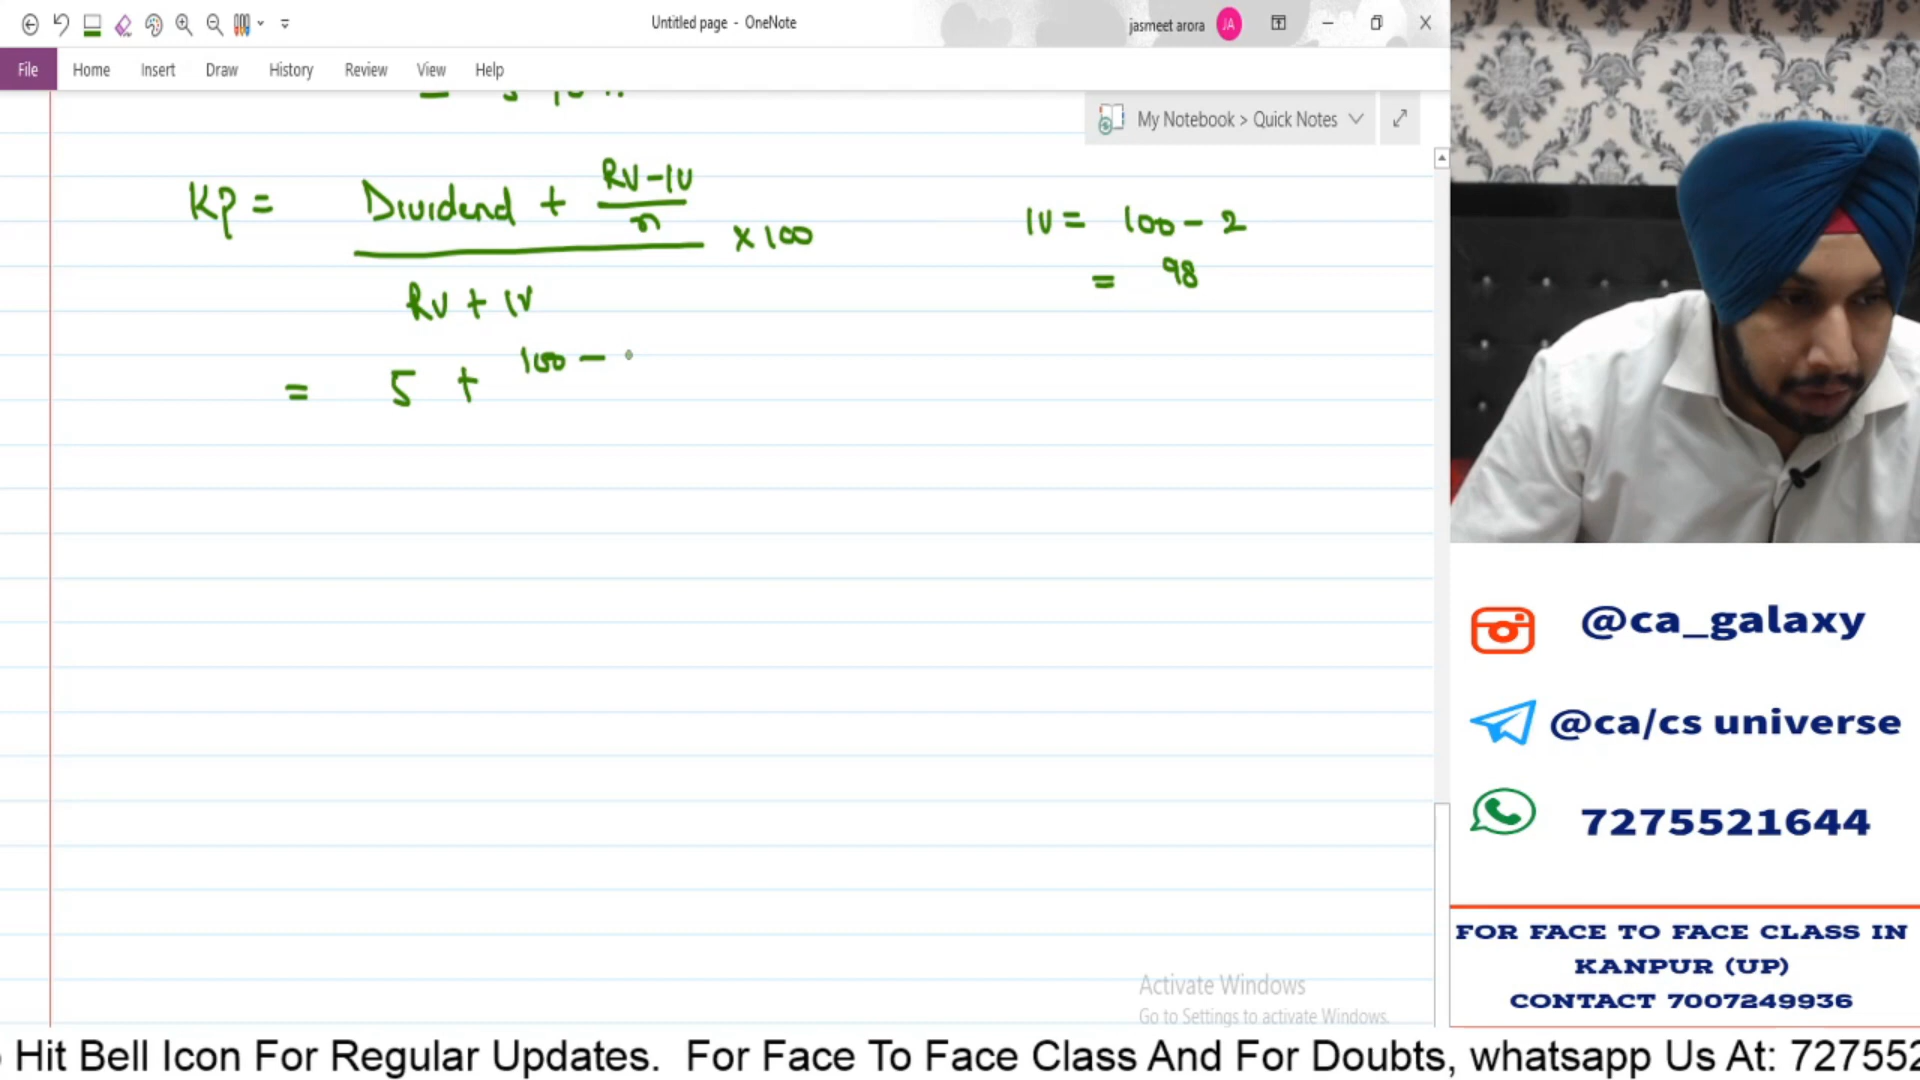 Untitled page - OneNote
jasmeet arora JA
File Home Insert Draw History Review View Help
My Notebook > Quick Notes
Kp = Dividend + RV-IV
n
x 100
RV + IV
IV = 100 - 2
= 98
= 5 + 100 -
@ca_galaxy
@ca/cs universe
7275521644
FOR FACE TO FACE CLASS IN
KANPUR (UP)
CONTACT 7007249936
Activate Windows
Go to Settings to activate Windows.
Hit Bell Icon For Regular Updates. For Face To Face Class And For Doubts, whatsapp Us At: 72755